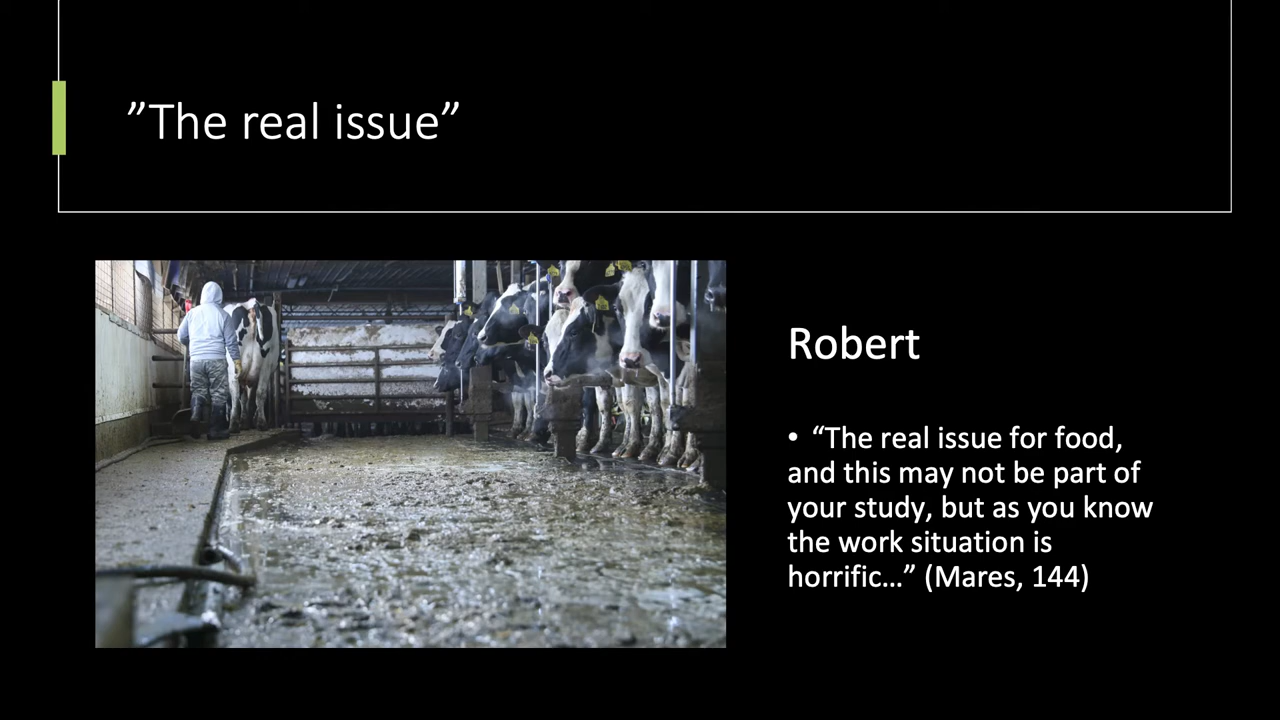 ”The real issue”
Robert
• “The real issue for food,
and this may not be part of
your study, but as you know
the work situation is
horrific…” (Mares, 144)